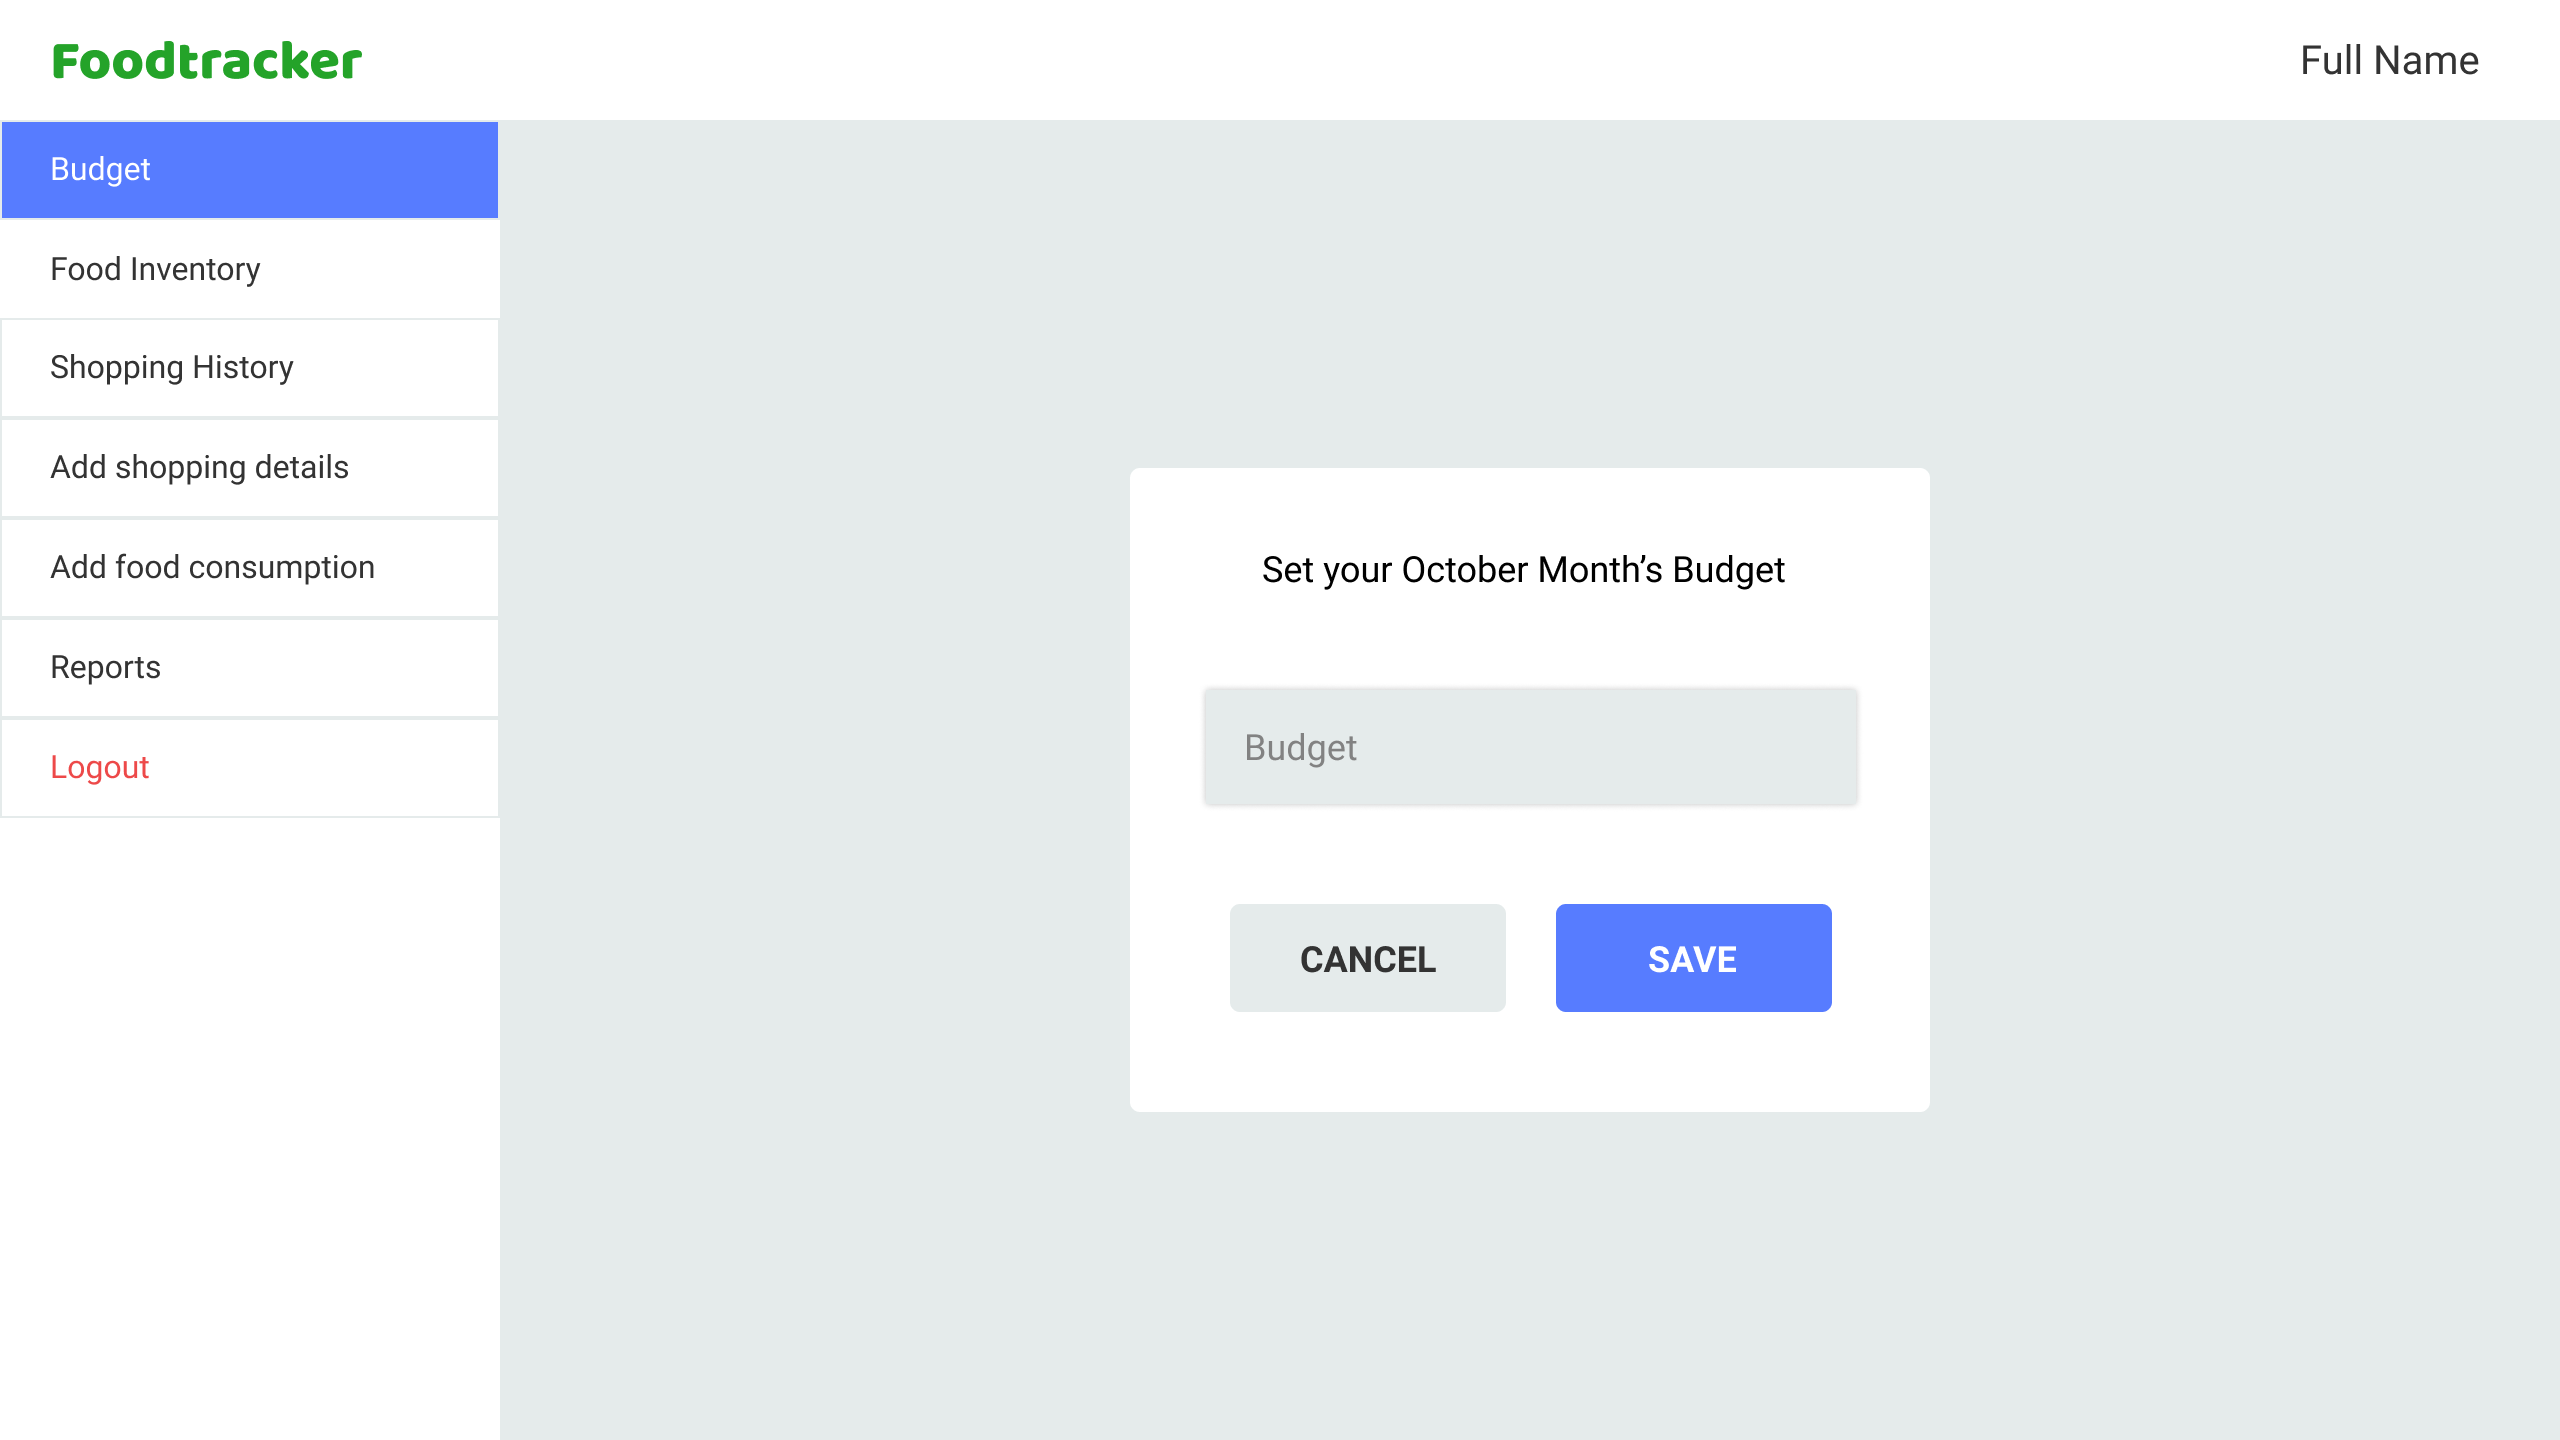 Foodtracker
Full Name
Budget
Food Inventory
Shopping History
Add shopping details
Add food consumption
Reports
Logout
Set your October Month’s Budget
Budget
CANCEL
SAVE